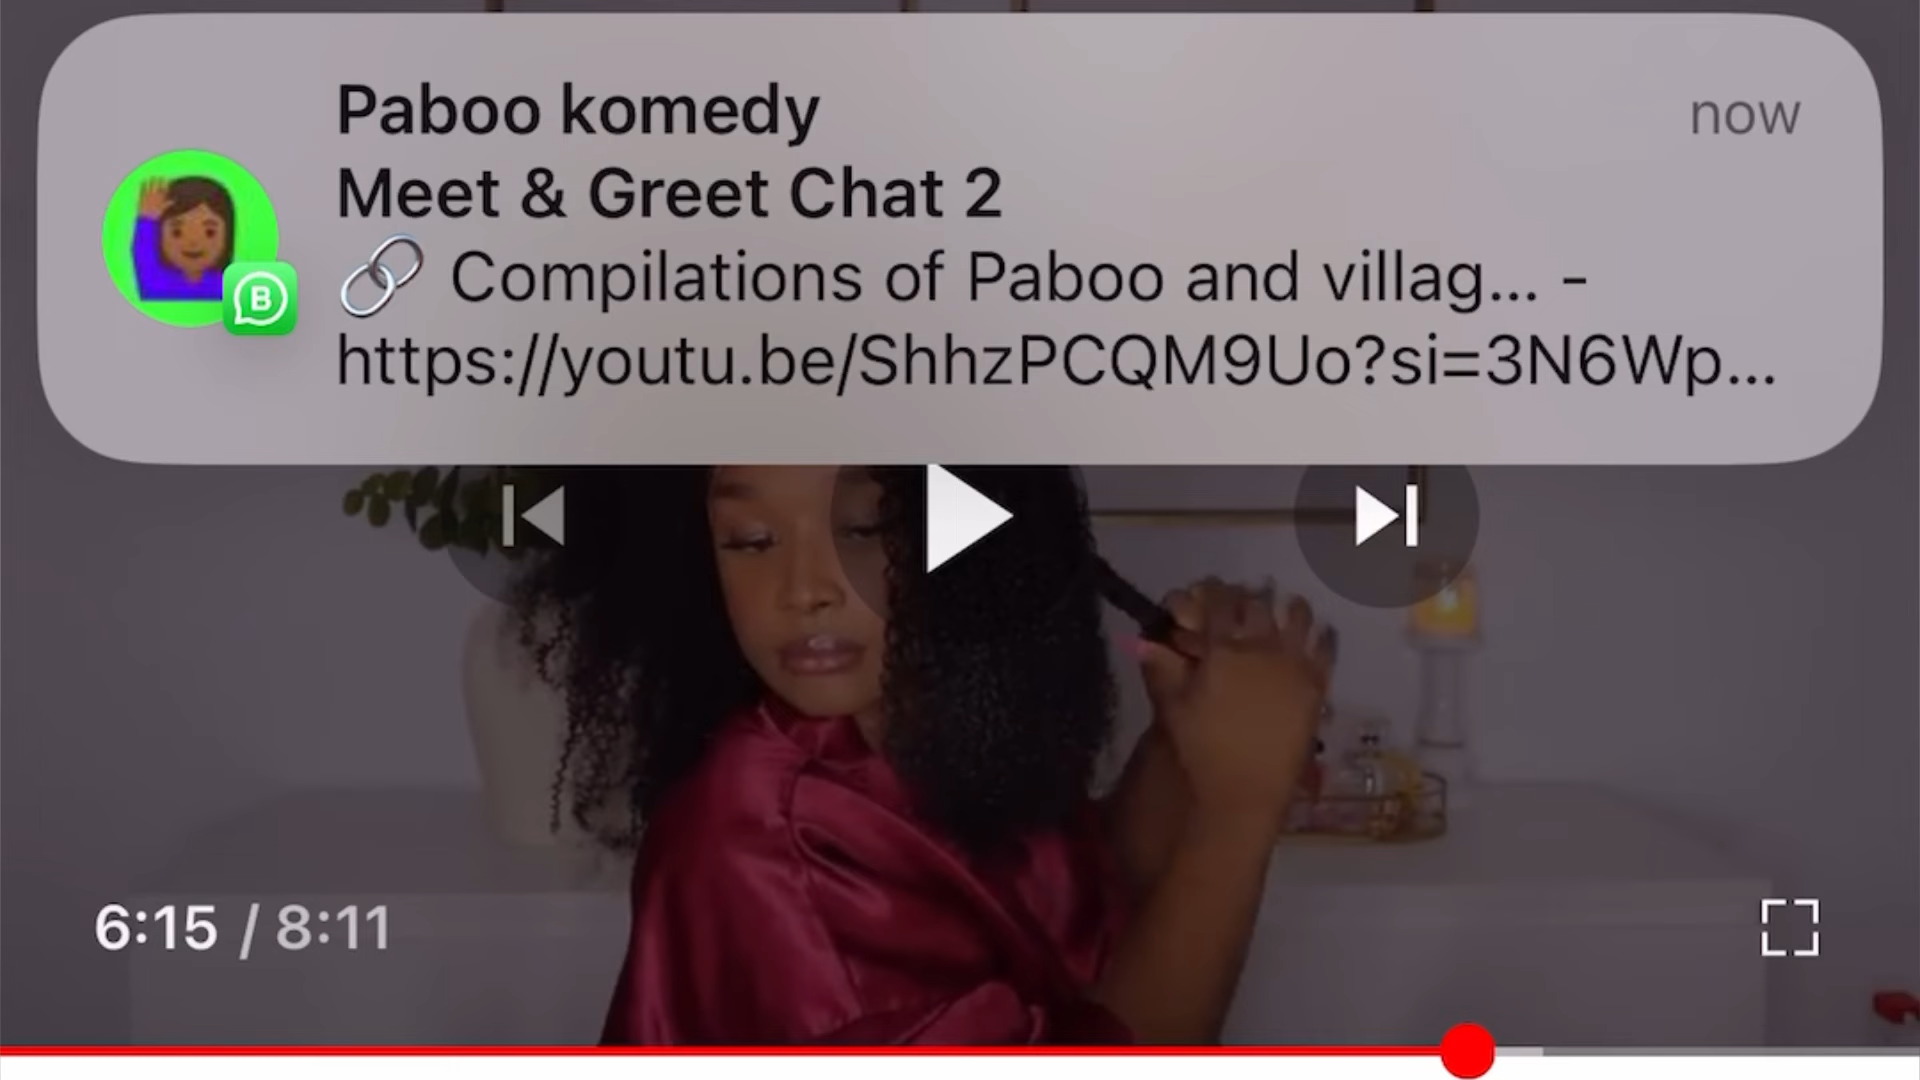 Paboo komedy
now
Meet & Greet Chat 2
🔗 Compilations of Paboo and villag... -
https://youtu.be/ShhzPCQM9Uo?si=3N6Wp...
B
6:15 / 8:11